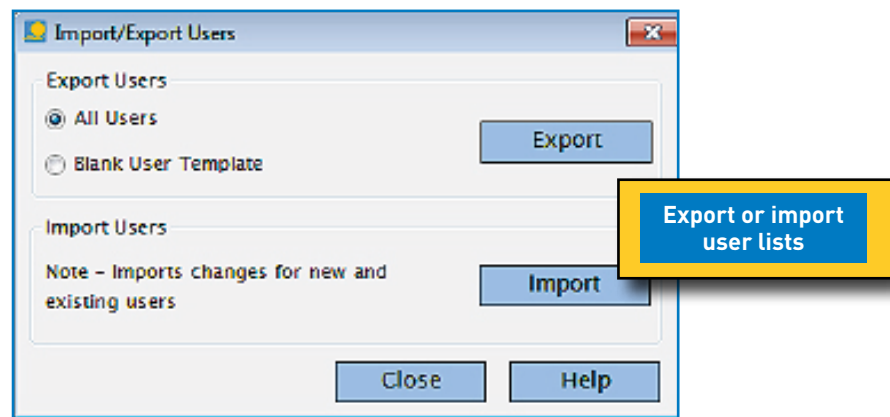 Import/Export Users
Export Users
All Users
Export
Blank User Template
Export or import
user lists
Import Users
Note – Imports changes for new and
existing users
Import
Close
Help